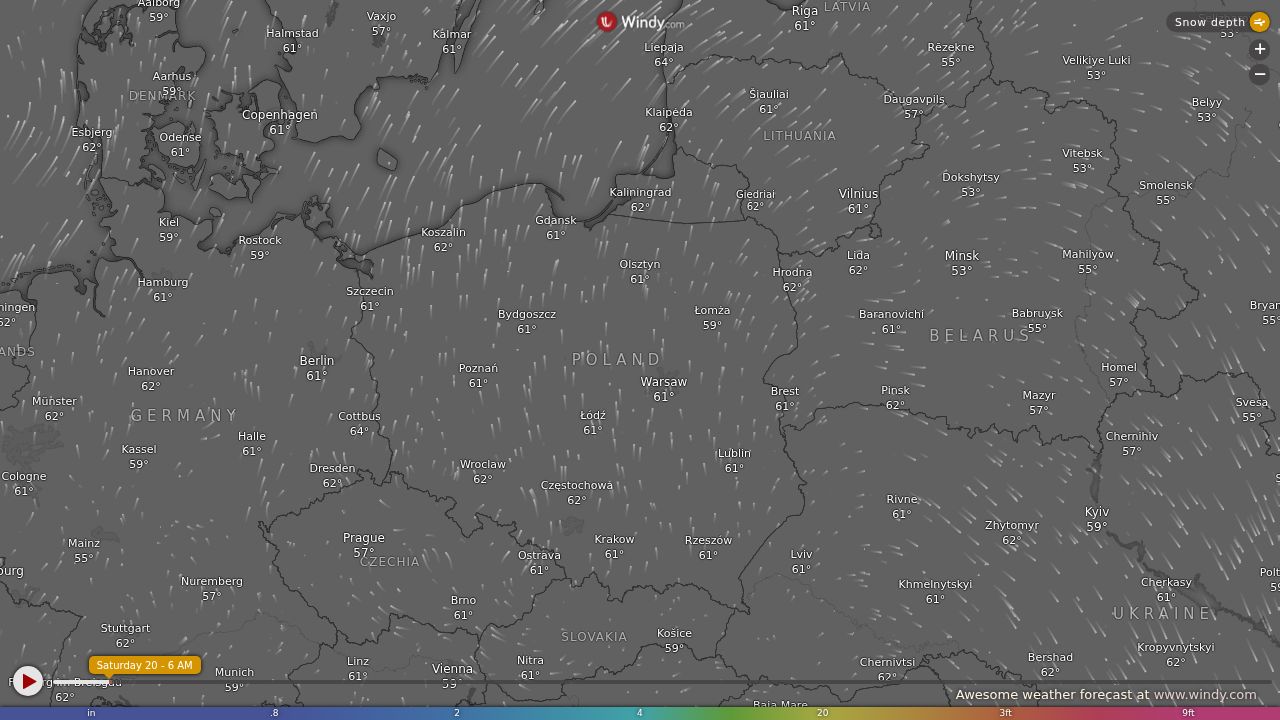 Aalborg
59°
Vaxjo
57°
Windy.com
Riga
61°
LATVIA
Snow depth
53°
Halmstad
61°
Kalmar
61°
Liepaja
64°
Rēzekne
55°
Velikiye Luki
53°
+
−
Aarhus
59°
DENMARK
Šiauliai
61°
Daugavpils
57°
Belyy
53°
Copenhagen
61°
Klaipėda
62°
Esbjerg
62°
Odense
61°
LITHUANIA
Vitebsk
53°
Dokshytsy
53°
Smolensk
55°
Kaliningrad
62°
Giedriai
62°
Vilnius
61°
Kiel
59°
Rostock
59°
Koszalin
62°
Gdansk
61°
Olsztyn
61°
Hrodna
62°
Lida
62°
Minsk
53°
Mahilyow
55°
Hamburg
61°
Szczecin
61°
Bydgoszcz
61°
Łomża
59°
Baranovichi
61°
Babruysk
55°
BELARUS
POLAND
Berlin
61°
Hanover
62°
Poznań
61°
Warsaw
61°
Brest
61°
Pinsk
62°
Homel
57°
Mazyr
57°
Svesa
55°
Münster
62°
GERMANY
Cottbus
64°
Łódź
61°
Kassel
59°
Halle
61°
Chernihiv
57°
Cologne
61°
Dresden
62°
Wroclaw
62°
Lublin
61°
Częstochowa
62°
Rivne
61°
Zhytomyr
62°
Kyiv
59°
Mainz
55°
Prague
57°
CZECHIA
Ostrava
61°
Krakow
61°
Rzeszów
61°
Lviv
61°
Nuremberg
57°
Khmelnytskyi
61°
Cherkasy
61°
UKRAINE
Brno
61°
Stuttgart
62°
SLOVAKIA
Košice
59°
Kropyvnytskyi
62°
Saturday 20 - 6 AM
Munich
59°
Linz
61°
Vienna
59°
Nitra
61°
Chernivtsi
62°
Bershad
62°
62°
Baia Mare
Awesome weather forecast at www.windy.com
in .8 2 4 20 3ft 9ft